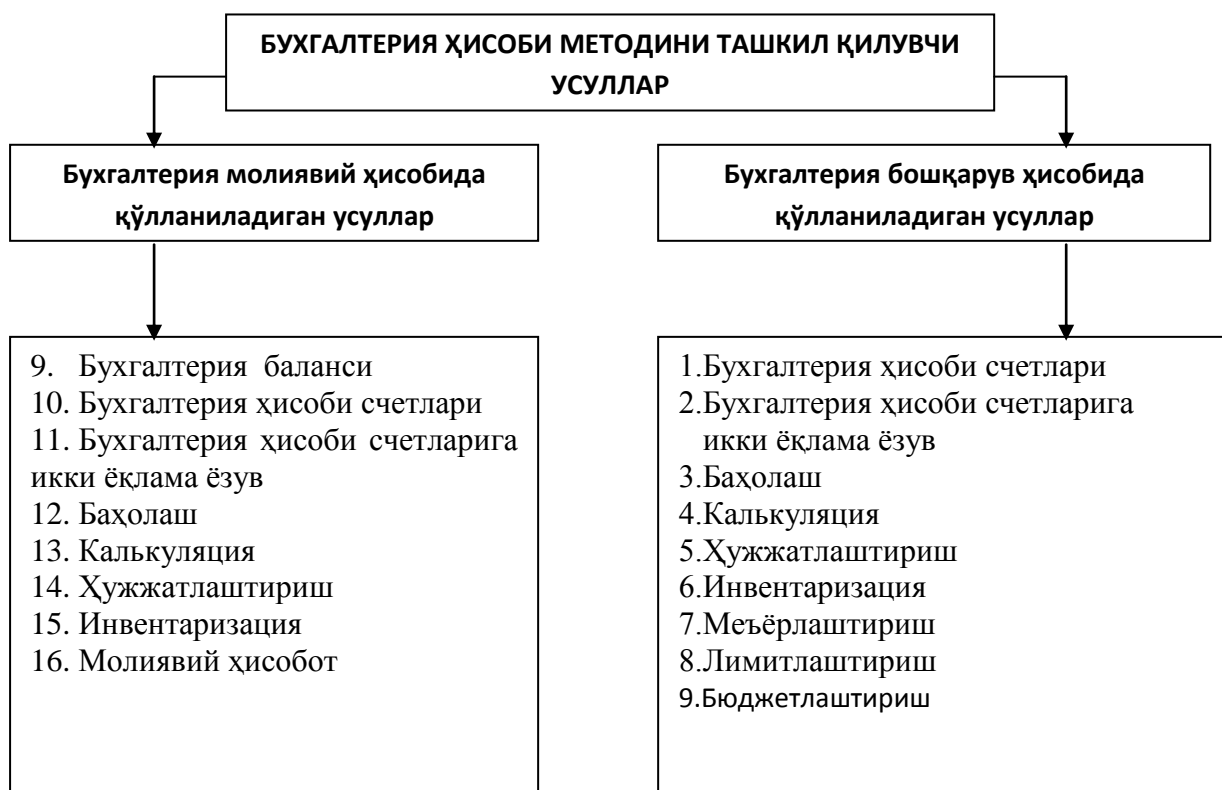 БУХГАЛТЕРИЯ ҲИСОБИ МЕТОДИНИ ТАШКИЛ ҚИЛУВЧИ
УСУЛЛАР
Бухгалтерия молиявий ҳисобида
қўлланиладиган усуллар
9. Бухгалтерия баланси
10. Бухгалтерия ҳисоби счетлари
11. Бухгалтерия ҳисоби счетларига
икки ёқлама ёзув
12. Баҳолаш
13. Калькуляция
14. Ҳужжатлаштириш
15. Инвентаризация
16. Молиявий ҳисобот
Бухгалтерия бошқарув ҳисобида
қўлланиладиган усуллар
1.Бухгалтерия ҳисоби счетлари
2.Бухгалтерия ҳисоби счетларига
икки ёқлама ёзув
3.Баҳолаш
4.Калькуляция
5.Ҳужжатлаштириш
6.Инвентаризация
7.Меъёрлаштириш
8.Лимитлаштириш
9.Бюджетлаштириш